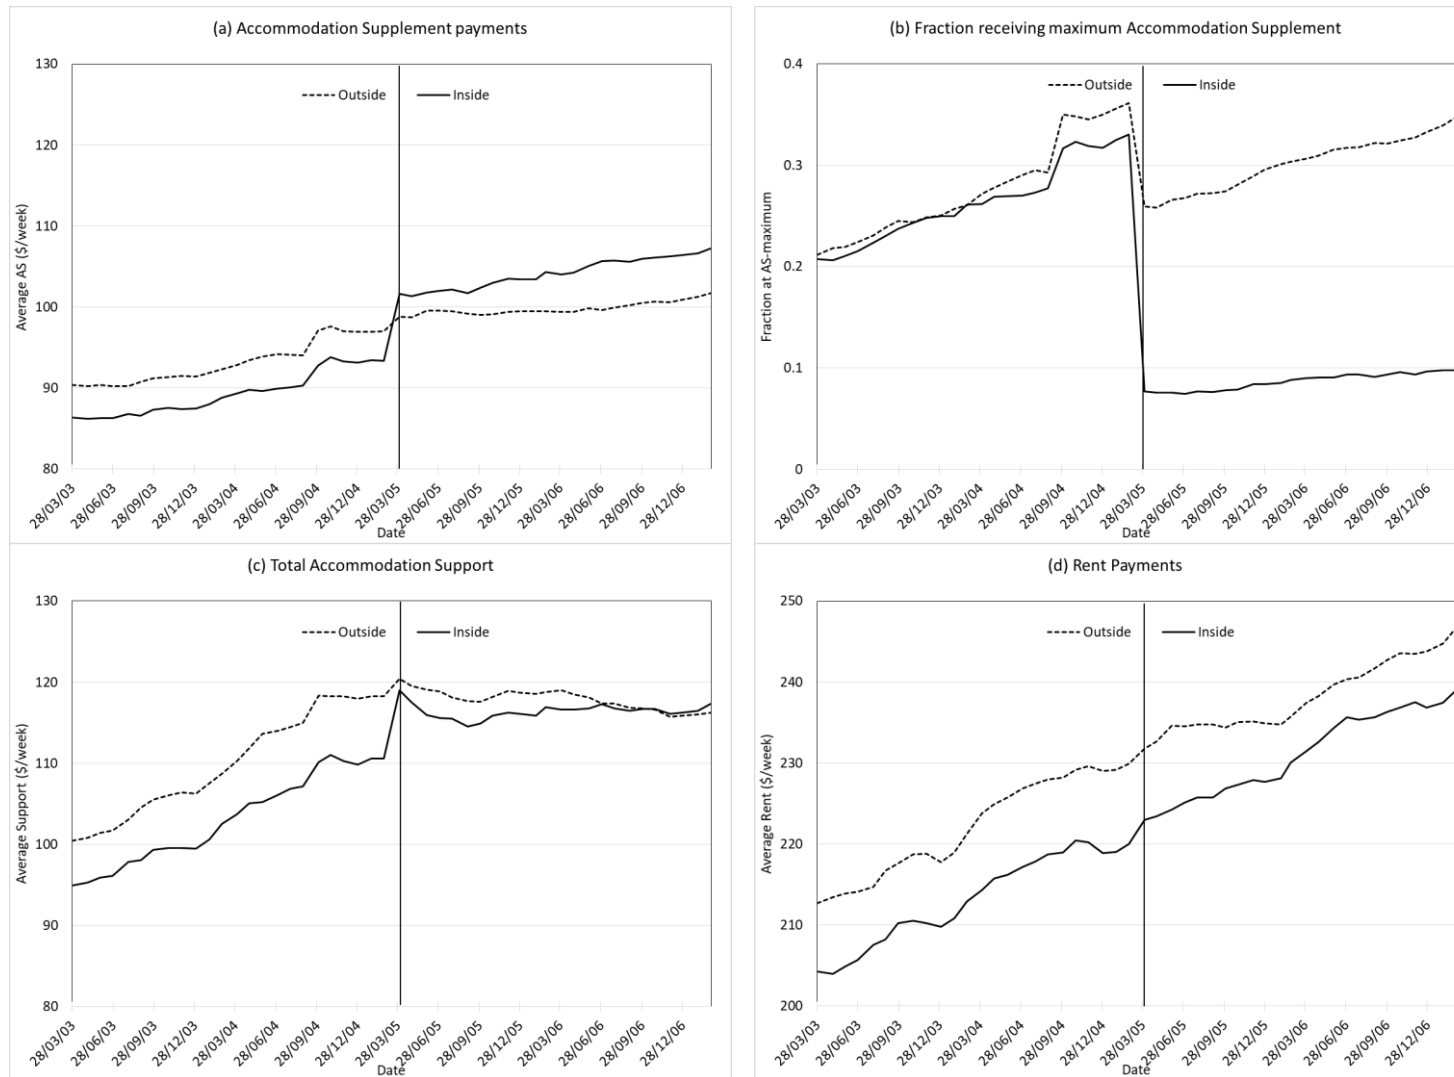 (a) Accommodation Supplement payments
Outside Inside
Average AS ($/week)
130
120
110
100
90
80
28/03/03 28/06/03 28/09/03 28/12/03 28/03/04 28/06/04 28/09/04 28/12/04 28/03/05 28/06/05 28/09/05 28/12/05 28/03/06 28/06/06 28/09/06 28/12/06
Date
(b) Fraction receiving maximum Accommodation Supplement
Outside Inside
Fraction at AS-maximum
0.4
0.3
0.2
0.1
0
28/03/03 28/06/03 28/09/03 28/12/03 28/03/04 28/06/04 28/09/04 28/12/04 28/03/05 28/06/05 28/09/05 28/12/05 28/03/06 28/06/06 28/09/06 28/12/06
Date
(c) Total Accommodation Support
Outside Inside
Average Support ($/week)
130
120
110
100
90
80
28/03/03 28/06/03 28/09/03 28/12/03 28/03/04 28/06/04 28/09/04 28/12/04 28/03/05 28/06/05 28/09/05 28/12/05 28/03/06 28/06/06 28/09/06 28/12/06
Date
(d) Rent Payments
Outside Inside
Average Rent ($/week)
250
240
230
220
210
200
28/03/03 28/06/03 28/09/03 28/12/03 28/03/04 28/06/04 28/09/04 28/12/04 28/03/05 28/06/05 28/09/05 28/12/05 28/03/06 28/06/06 28/09/06 28/12/06
Date